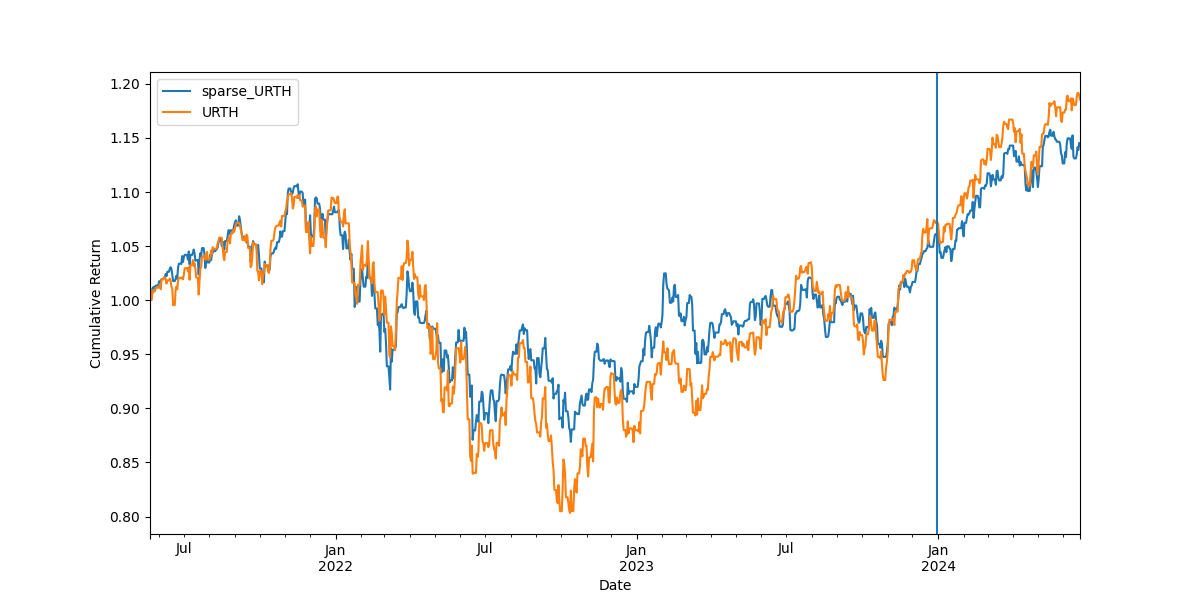 sparse_URTH
URTH
1.20
1.15
1.10
1.05
1.00
0.95
0.90
0.85
0.80
Cumulative Return
Jul
Jan
2022
Jul
Jan
2023
Jul
Jan
2024
Date